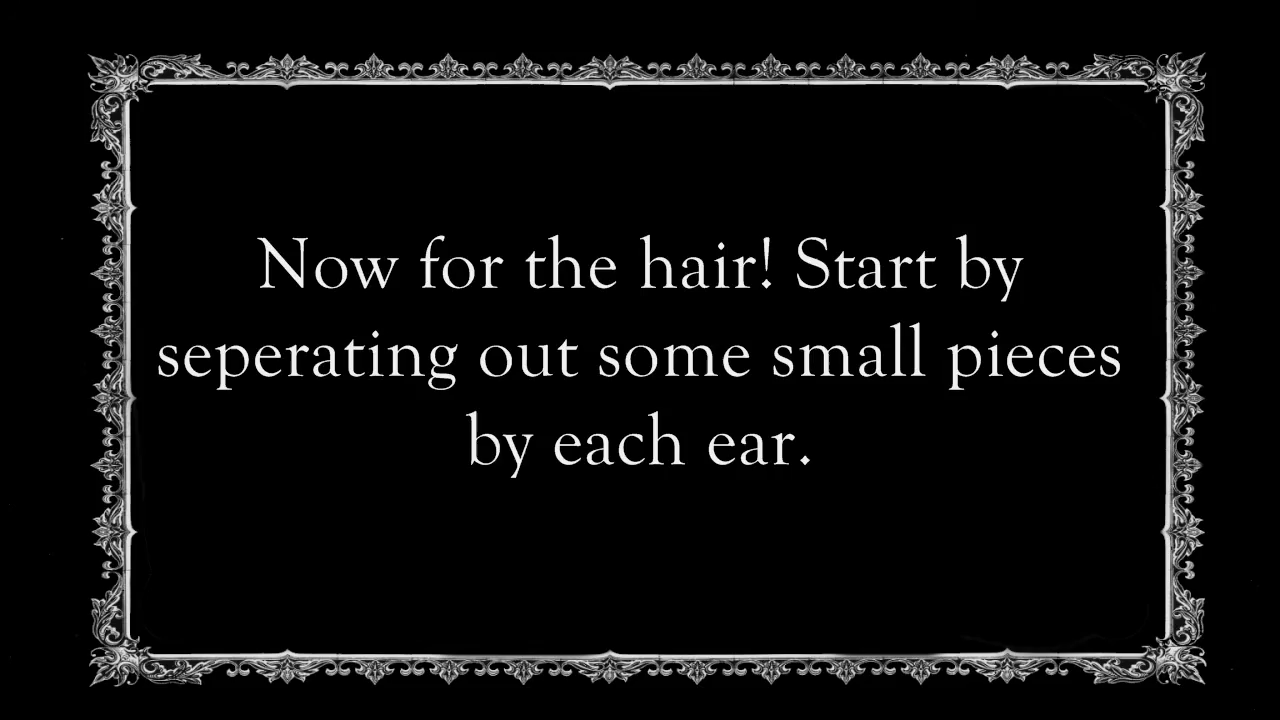 Now for the hair! Start by
seperating out some small pieces
by each ear.